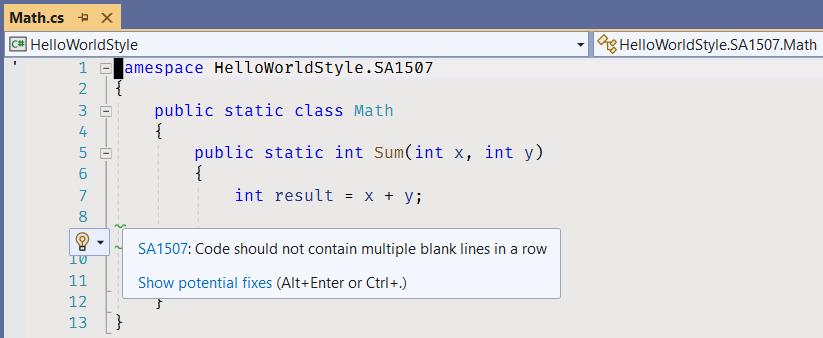 Math.cs
C# HelloWorldStyle
HelloWorldStyle.SA1507.Math
1 amespace HelloWorldStyle.SA1507
2 {
3 public static class Math
4 {
5 public static int Sum(int x, int y)
6 {
7 int result = x + y;
8
SA1507: Code should not contain multiple blank lines in a row
10
Show potential fixes (Alt+Enter or Ctrl+.)
11
12 }
13 }